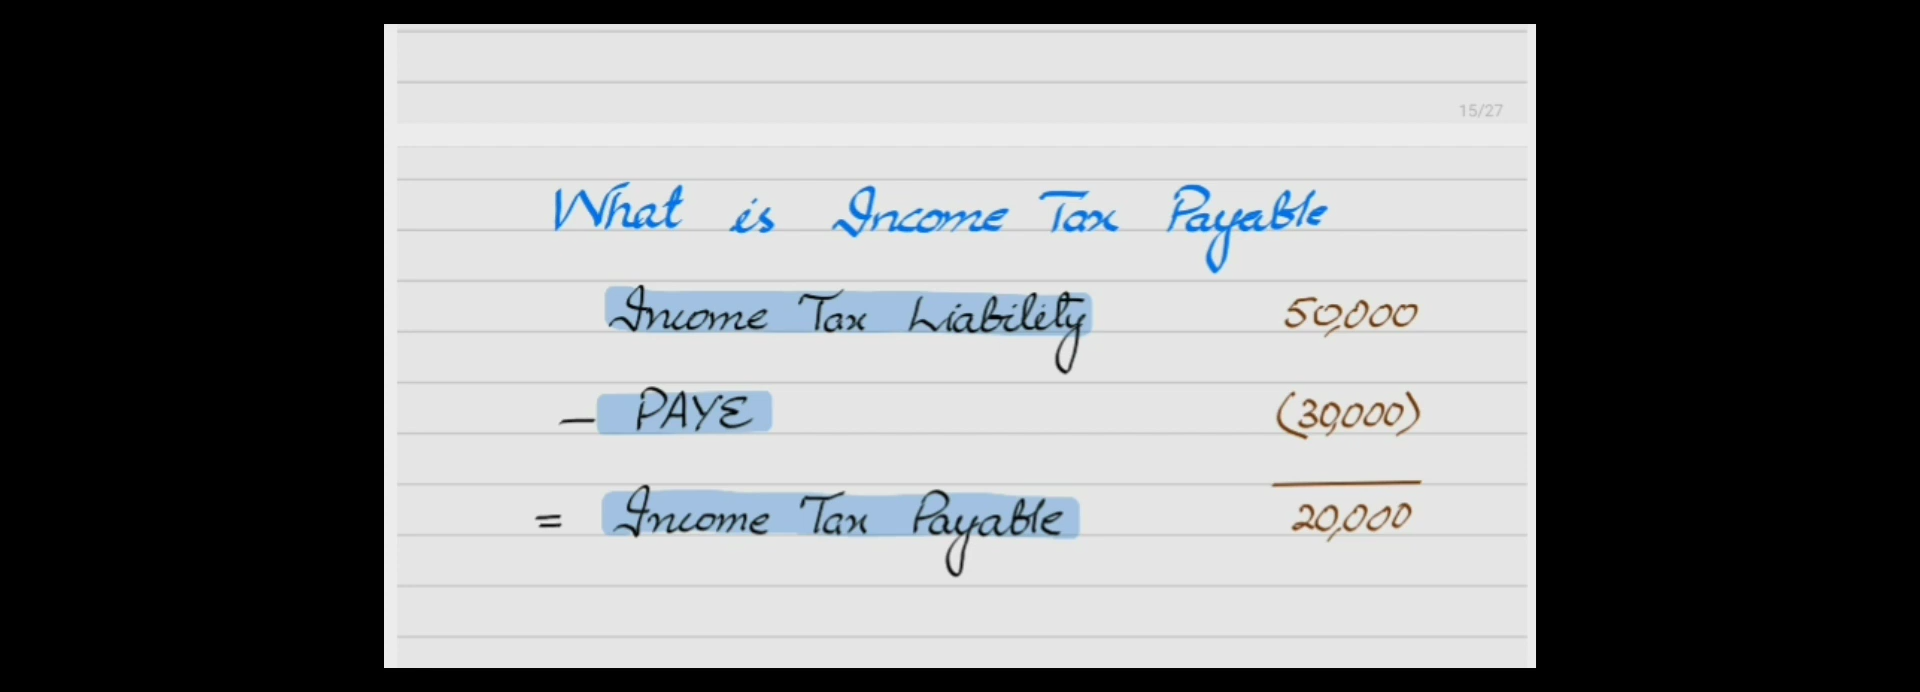 15/27
What is Income Tax Payable
Income Tax Liability 50,000
- PAYE (30,000)
= Income Tax Payable 20,000